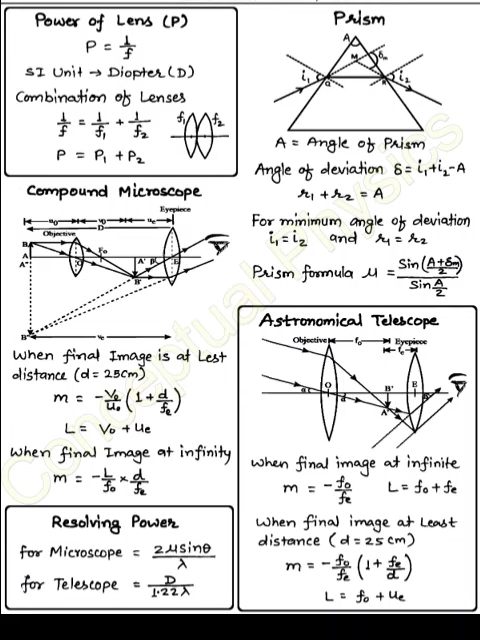 Power of Lens (P)
P = 1/f
SI Unit → Diopter (D)
Combination of Lenses
1/f = 1/f₁ + 1/f₂
f₁ f₂
P = P₁ + P₂
Compound Microscope
Eyepiece
u₀ v₀ uₑ
D
Objective
B
A
A"
F₀
O
A' β
B'
E
B"
vₑ
When final Image is at Lest
distance (d = 25cm)
m = -V₀/u₀ (1 + d/fₑ)
L = V₀ + uₑ
When final Image at infinity
m = -L/f₀ × d/fₑ
Resolving Power
for Microscope = 2μsinθ/λ
for Telescope = D/1.22λ
Prism
A
M δm
i₁ Q R i₂
A = Angle of Prism
Angle of deviation δ = i₁+i₂-A
r₁ + r₂ = A
For minimum angle of deviation
i₁ = i₂ and r₁ = r₂
Prism formula μ = Sin(A+δm/2)/Sin A/2
Astronomical Telescope
Objective f₀ Eyepiece
fₑ
α O α B' E β
A'
When final image at infinite
m = -f₀/fₑ L = f₀ + fₑ
When final image at Least
distance (d = 25 cm)
m = -f₀/fₑ (1 + fₑ/d)
L = f₀ + uₑ
Conceptual Physics